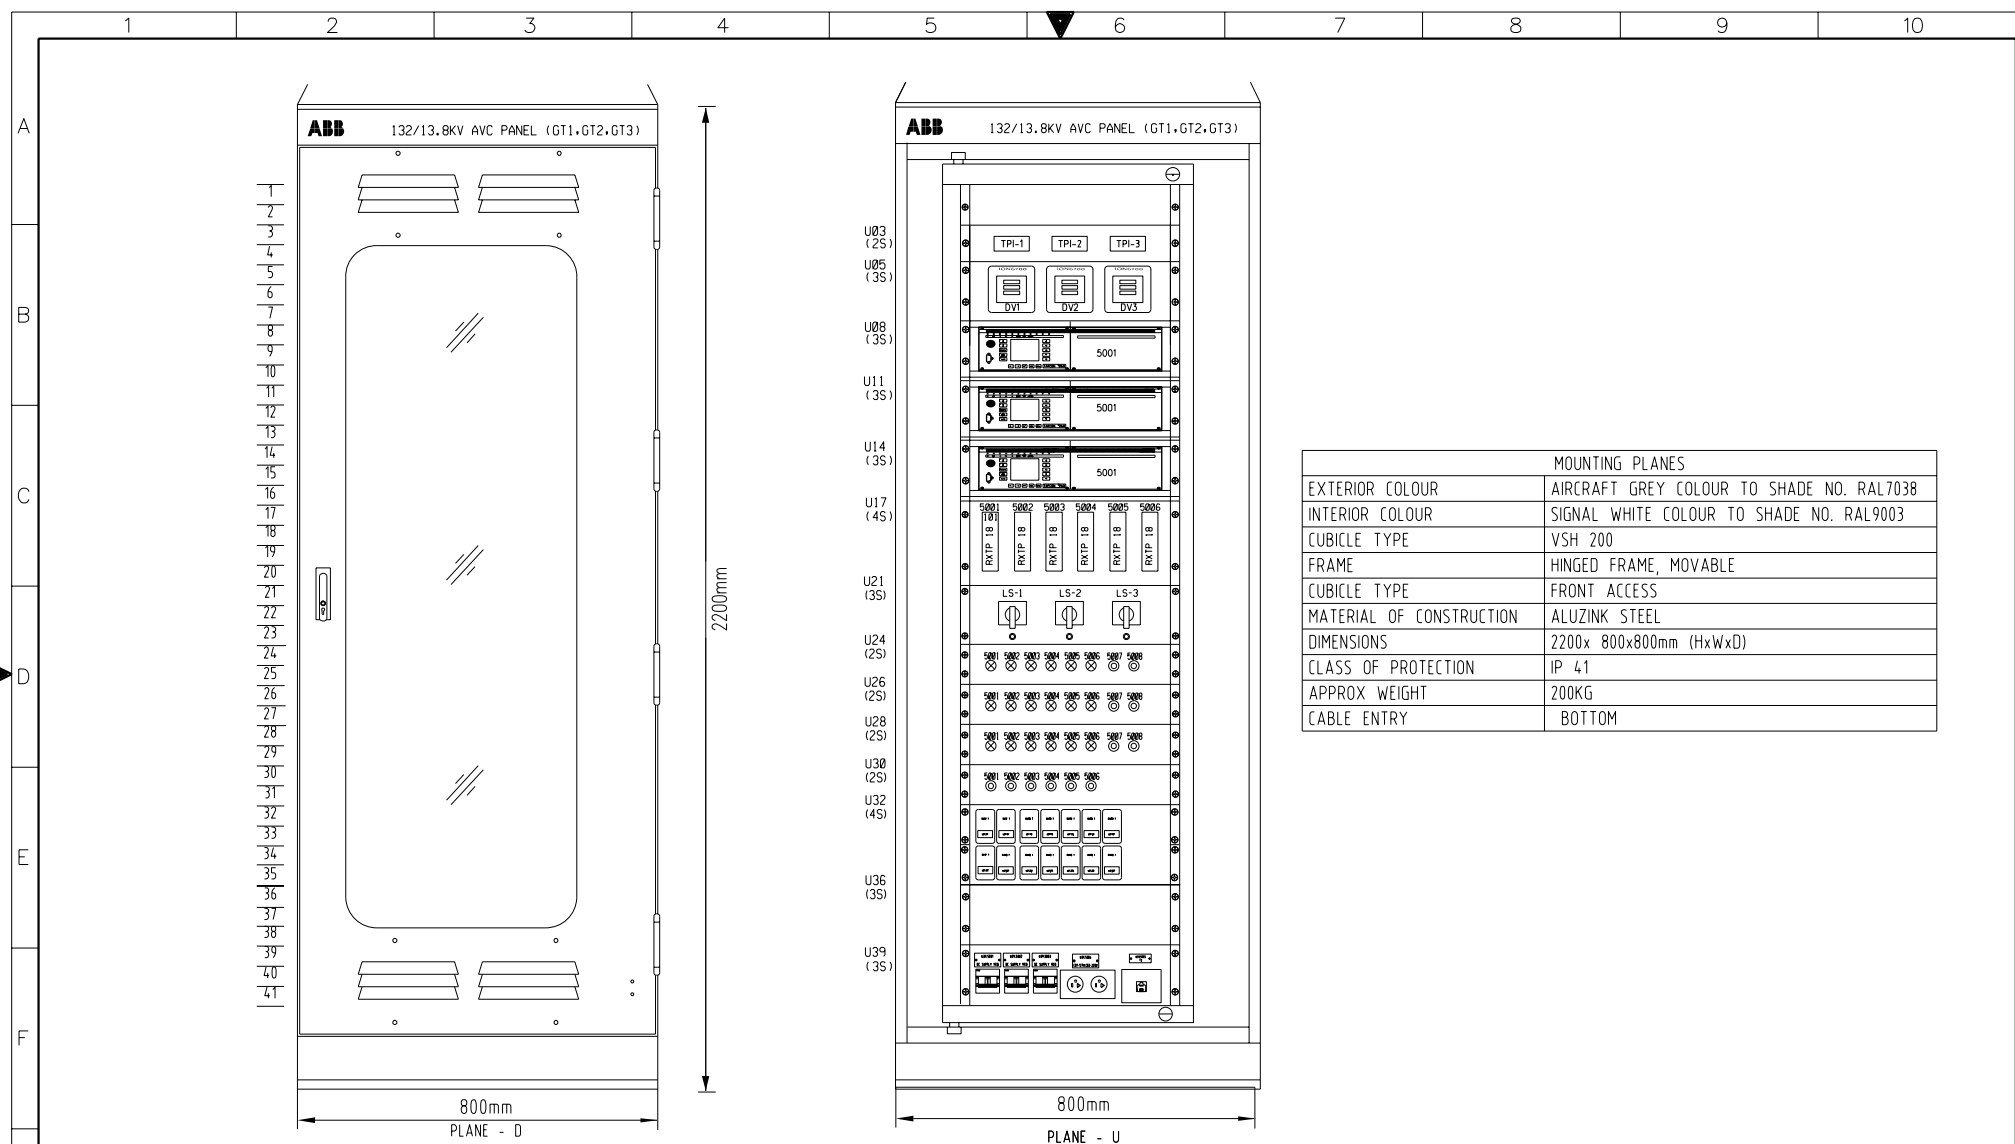 1 2 3 4 5 6 7 8 9 10
A
B
C
D
E
F
ABB 132/13.8KV AVC PANEL (GT1,GT2,GT3)
1
2
3
4
5
6
7
8
9
10
11
12
13
14
15
16
17
18
19
20
21
22
23
24
25
26
27
28
29
30
31
32
33
34
35
36
37
38
39
40
41
2200mm
800mm
PLANE - D
ABB 132/13.8KV AVC PANEL (GT1,GT2,GT3)
U03
(2S)
TPI-1 TPI-2 TPI-3
U05
(3S)
DV1 DV2 DV3
U08
(3S)
5001
U11
(3S)
5001
U14
(3S)
5001
U17
(4S)
5001 5002 5003 5004 5005 5006
101
RXTP 18 RXTP 18 RXTP 18 RXTP 18 RXTP 18 RXTP 18
U21
(3S)
LS-1 LS-2 LS-3
U24
(2S)
5001 5002 5003 5004 5005 5006 5007 5008
U26
(2S)
5001 5002 5003 5004 5005 5006 5007 5008
U28
(2S)
5001 5002 5003 5004 5005 5006 5007 5008
U30
(2S)
5001 5002 5003 5004 5005 5006
U32
(4S)
U36
(3S)
U39
(3S)
800mm
PLANE - U
MOUNTING PLANES
EXTERIOR COLOUR AIRCRAFT GREY COLOUR TO SHADE NO. RAL7038
INTERIOR COLOUR SIGNAL WHITE COLOUR TO SHADE NO. RAL9003
CUBICLE TYPE VSH 200
FRAME HINGED FRAME, MOVABLE
CUBICLE TYPE FRONT ACCESS
MATERIAL OF CONSTRUCTION ALUZINK STEEL
DIMENSIONS 2200x 800x800mm (HxWxD)
CLASS OF PROTECTION IP 41
APPROX WEIGHT 200KG
CABLE ENTRY BOTTOM